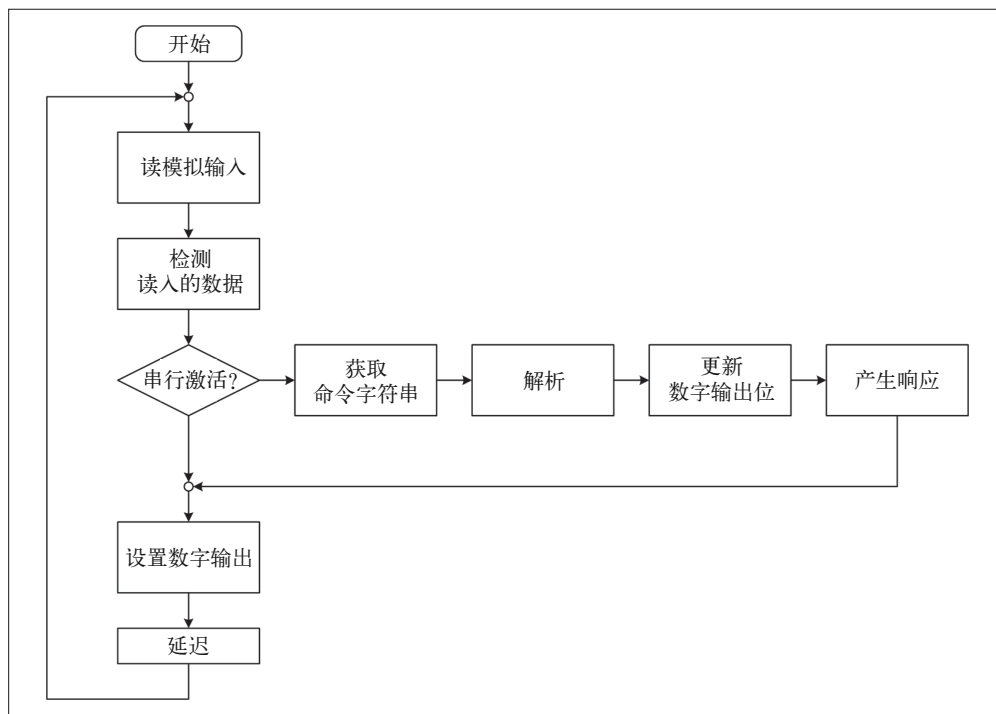 开始
读模拟输入
检测
读入的数据
串行激活?
获取
命令字符串
解析
更新
数字输出位
产生响应
设置数字输出
延迟